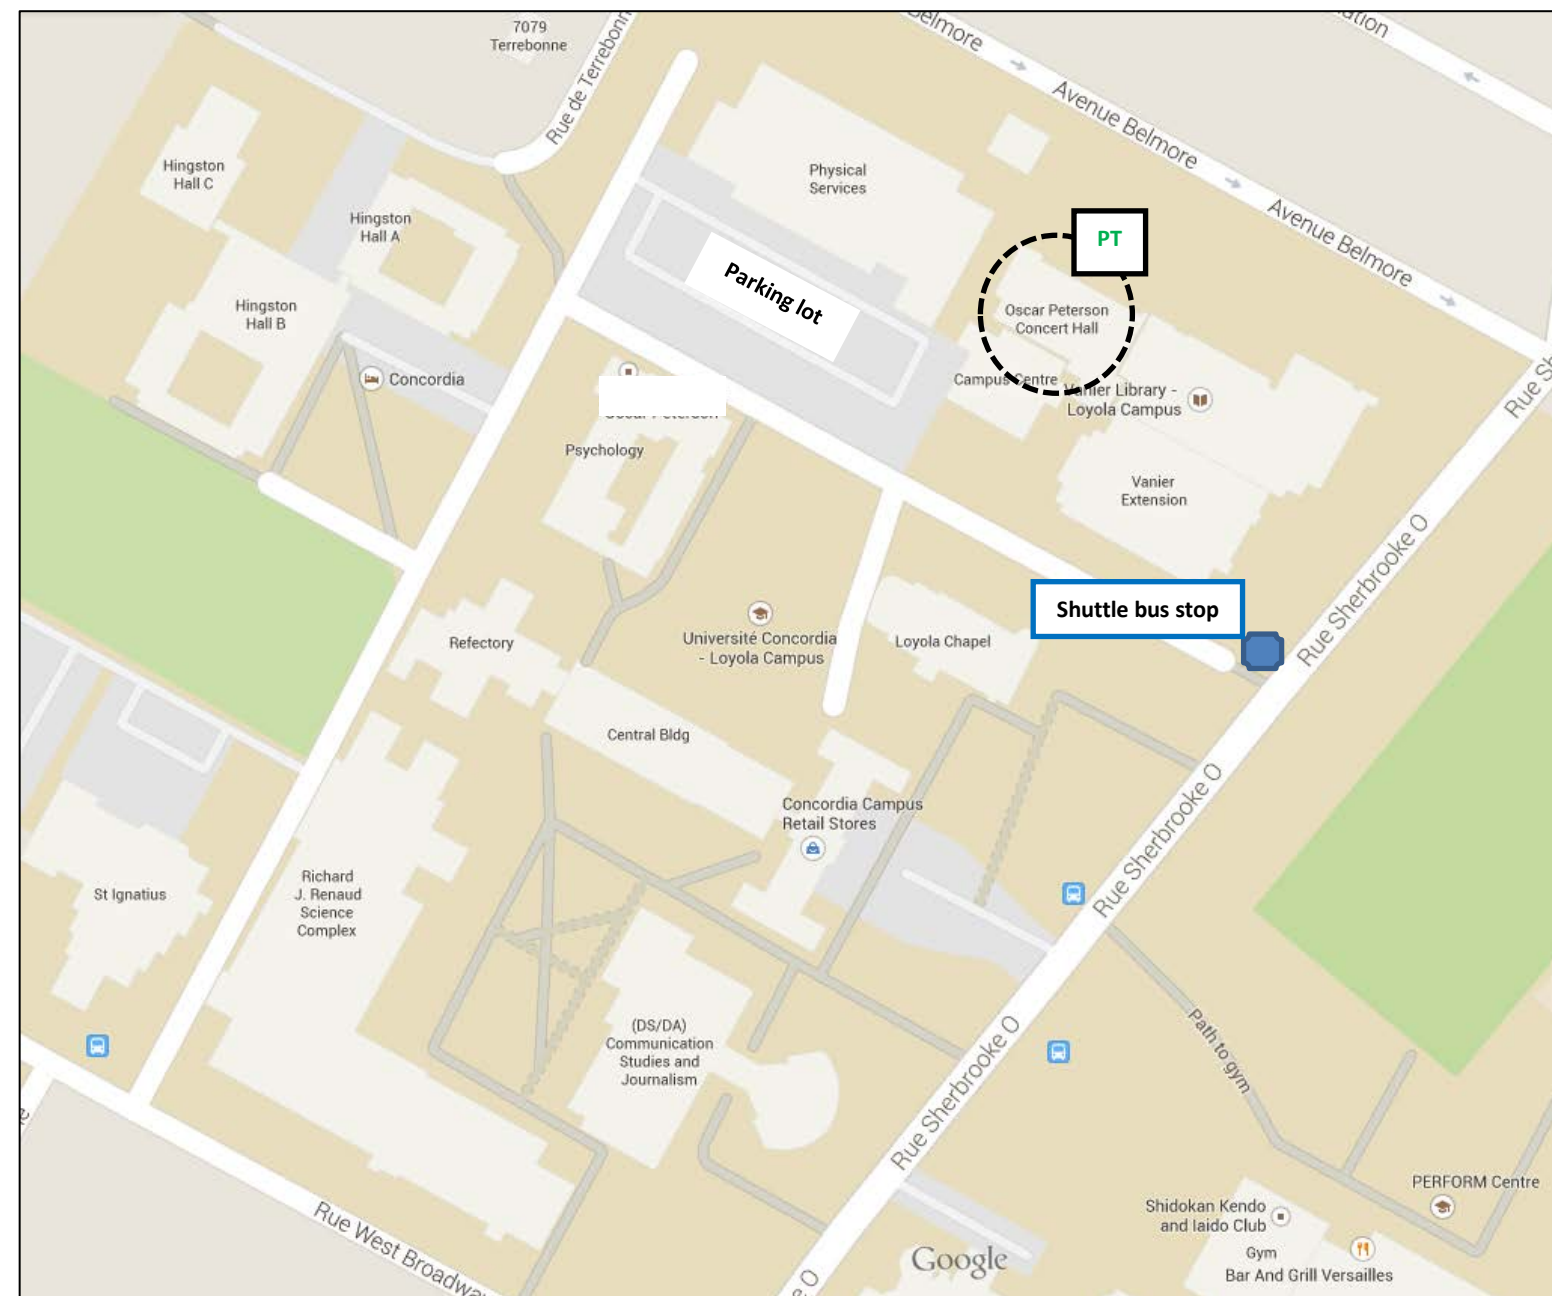 7079
Terrebonne
Rue de Terrebonn
Belmore
Avenue Belmore
Avenue Belmore
Hingston
Hall C
Physical
Services
Hingston
Hall A
PT
Parking lot
Hingston
Hall B
Oscar Peterson
Concert Hall
Concordia
Campus Centre
Vanier Library -
Loyola Campus
Rue Sh
Psychology
Vanier
Extension
Rue Sherbrooke O
Shuttle bus stop
Refectory
Université Concordia
- Loyola Campus
Loyola Chapel
Central Bldg
Concordia Campus
Retail Stores
Rue Sherbrooke O
St Ignatius
Richard
J. Renaud
Science
Complex
(DS/DA)
Communication
Studies and
Journalism
Path to gym
Rue Sherbrooke O
PERFORM Centre
Shidokan Kendo
and Iaido Club
Gym
Bar And Grill Versailles
Rue West Broadway
Google
e O